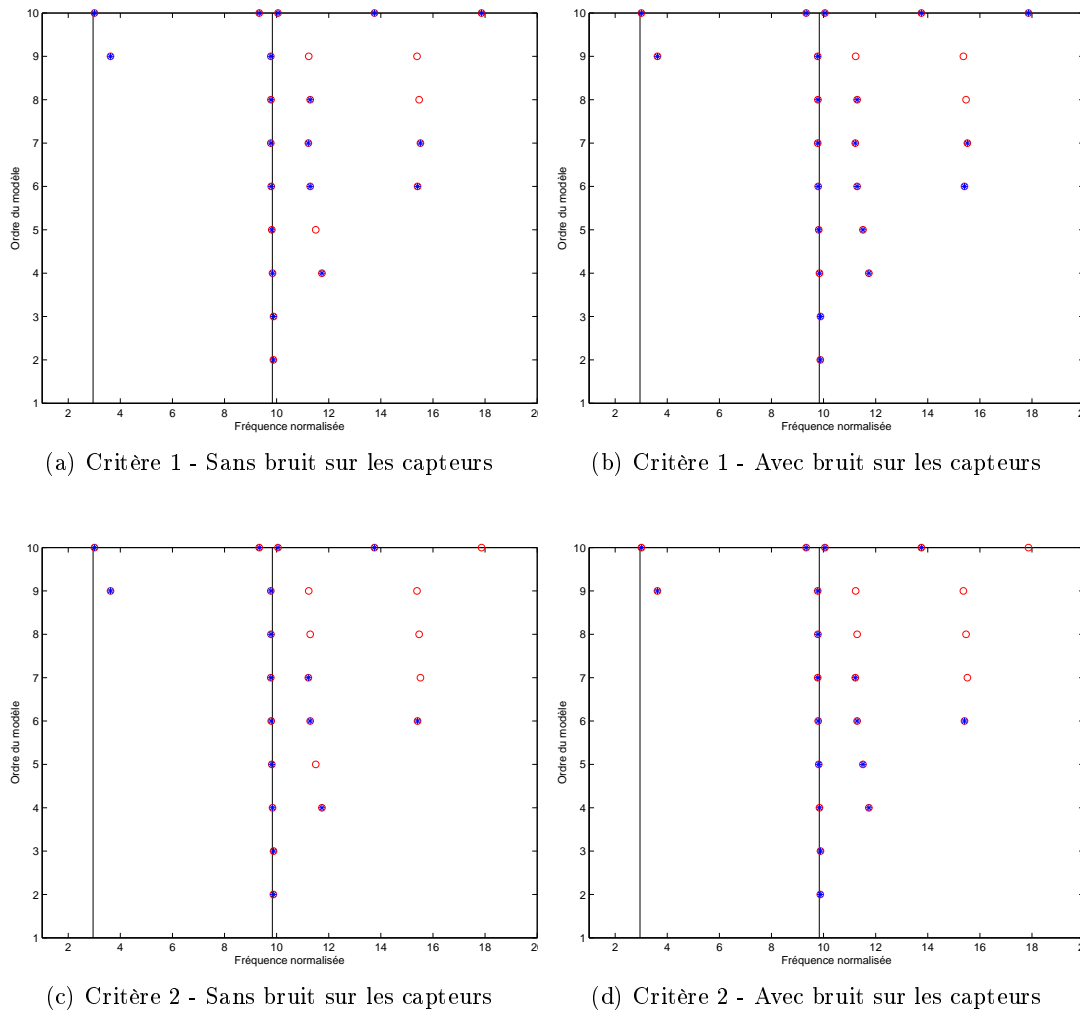 10
9
8
7
6
5
4
3
2
1
Ordre du modèle
2 4 6 8 10 12 14 16 18 20
Fréquence normalisée
(a) Critère 1 - Sans bruit sur les capteurs
10
9
8
7
6
5
4
3
2
1
Ordre du modèle
2 4 6 8 10 12 14 16 18 2
Fréquence normalisée
(b) Critère 1 - Avec bruit sur les capteurs
10
9
8
7
6
5
4
3
2
1
Ordre du modèle
2 4 6 8 10 12 14 16 18 20
Fréquence normalisée
(c) Critère 2 - Sans bruit sur les capteurs
10
9
8
7
6
5
4
3
2
1
Ordre du modèle
2 4 6 8 10 12 14 16 18 2
Fréquence normalisée
(d) Critère 2 - Avec bruit sur les capteurs